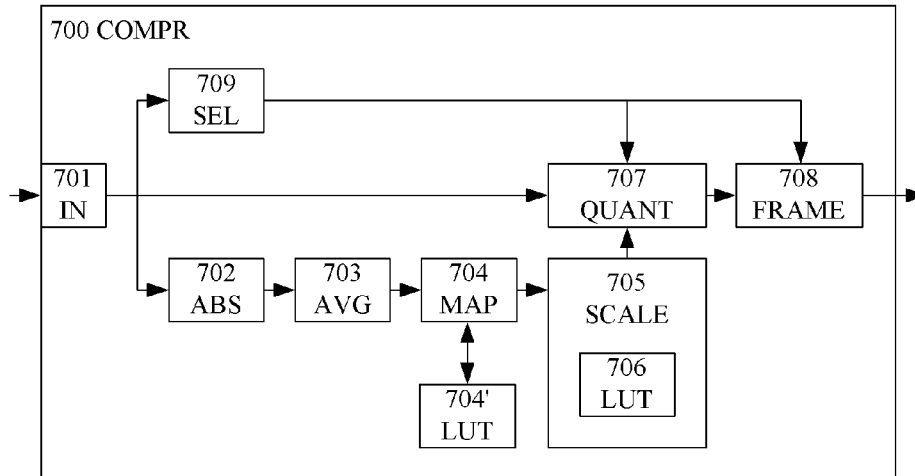 700 COMPR
709
SEL
701
IN
707
QUANT
708
FRAME
702
ABS
703
AVG
704
MAP
705
SCALE
706
LUT
704'
LUT